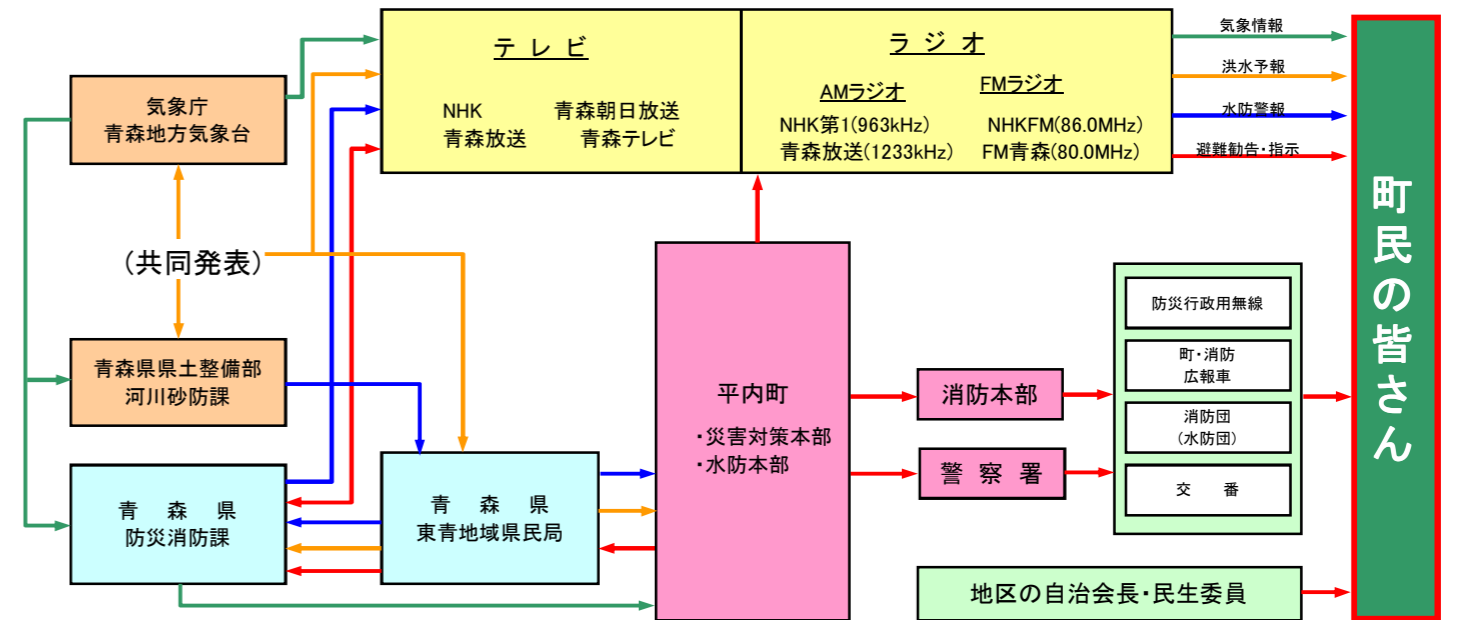 テレビ
NHK 青森朝日放送
青森放送 青森テレビ
ラジオ
AMラジオ
NHK第1(963kHz)
青森放送(1233kHz)
FMラジオ
NHKFM(86.0MHz)
FM青森(80.0MHz)
気象情報
洪水予報
水防警報
避難勧告・指示
町民の皆さん
気象庁
青森地方気象台
(共同発表)
青森県県土整備部
河川砂防課
青森県
防災消防課
青森県
東青地域県民局
平内町
・災害対策本部
・水防本部
消防本部
警察署
防災行政用無線
町・消防
広報車
消防団
(水防団)
交番
地区の自治会長・民生委員